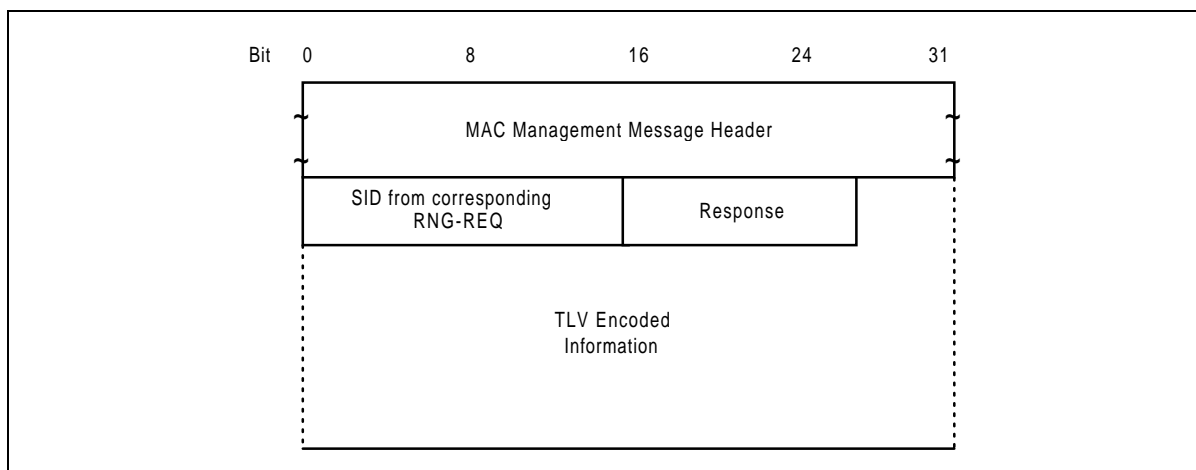 Bit 0 8 16 24 31
MAC Management Message Header
SID from corresponding
RNG-REQ
Response
TLV Encoded
Information